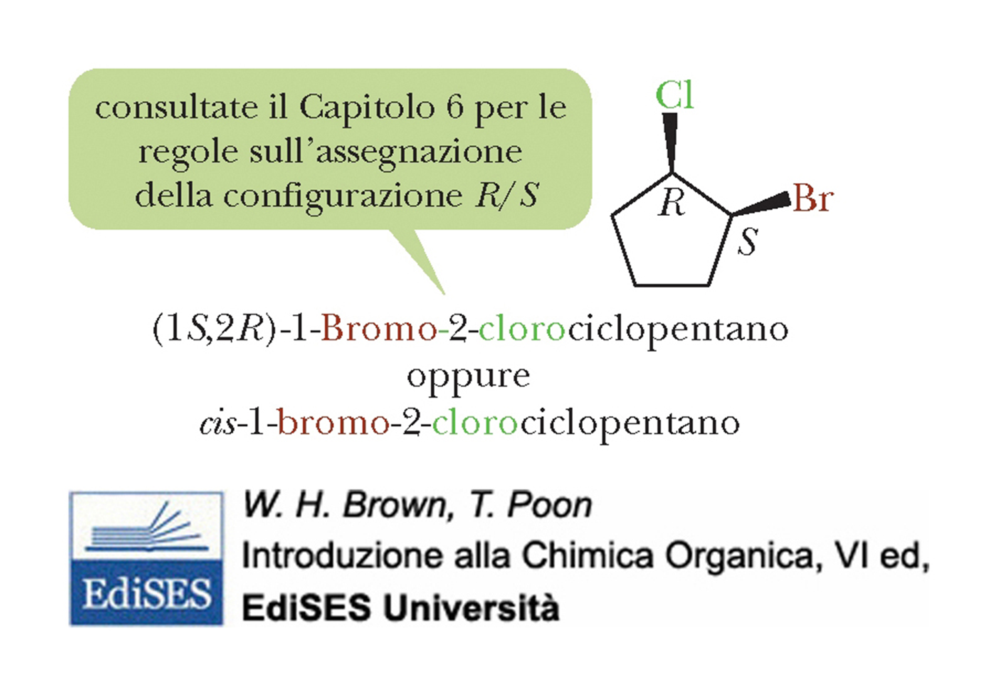 consultate il Capitolo 6 per le
regole sull’assegnazione
della configurazione R/S
Cl
R
Br
S
(1S,2R)-1-Bromo-2-clorociclopentano
oppure
cis-1-bromo-2-clorociclopentano
W. H. Brown, T. Poon
Introduzione alla Chimica Organica, VI ed,
EdiSES Università
EdiSES